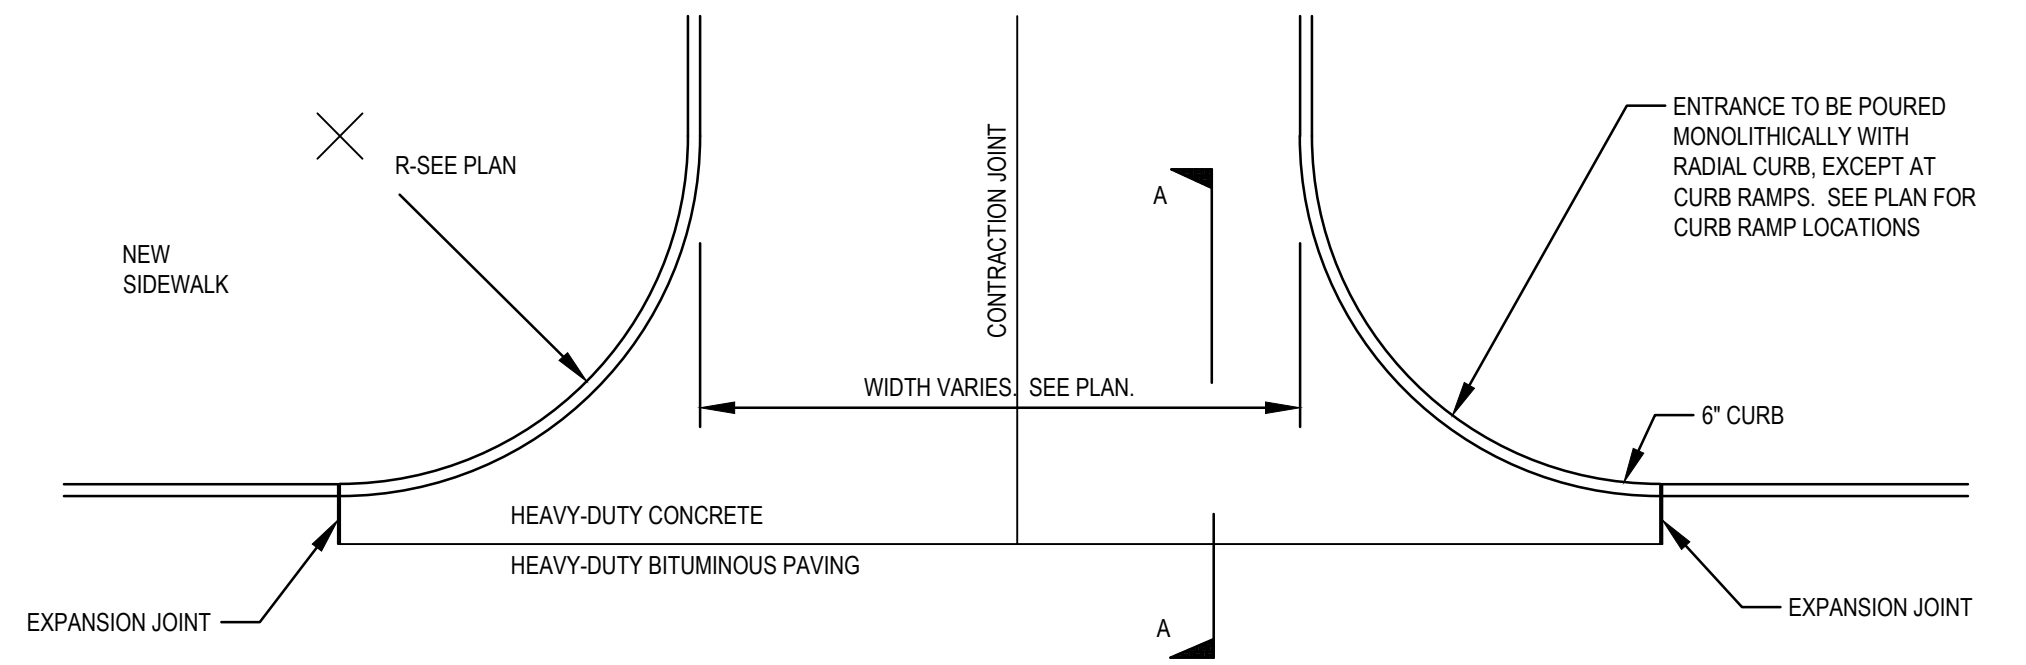 R-SEE PLAN
NEW
SIDEWALK
CONTRACTION JOINT
A
ENTRANCE TO BE POURED
MONOLITHICALLY WITH
RADIAL CURB, EXCEPT AT
CURB RAMPS. SEE PLAN FOR
CURB RAMP LOCATIONS
WIDTH VARIES. SEE PLAN.
6" CURB
HEAVY-DUTY CONCRETE
HEAVY-DUTY BITUMINOUS PAVING
EXPANSION JOINT
A
EXPANSION JOINT